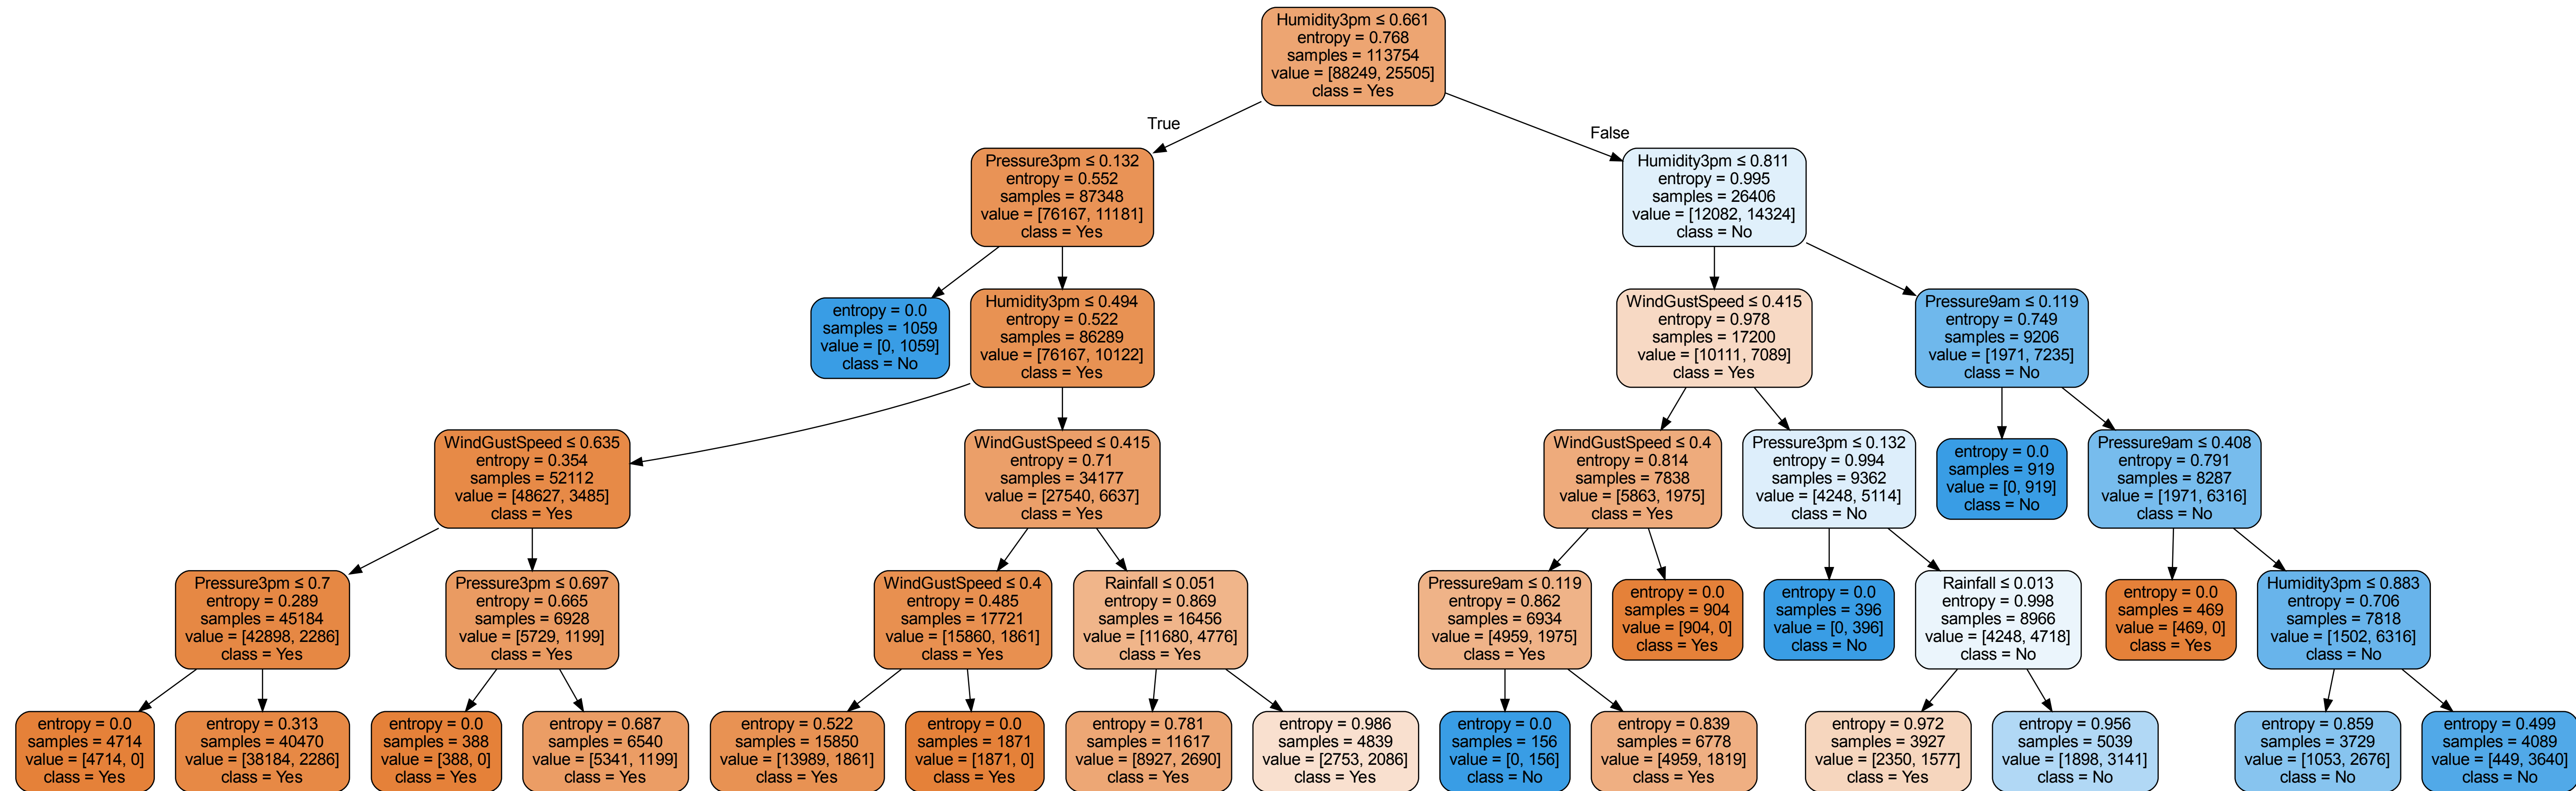 Humidity3pm ≤ 0.661
entropy = 0.768
samples = 113754
value = [88249, 25505]
class = Yes
True
False
Pressure3pm ≤ 0.132
entropy = 0.552
samples = 87348
value = [76167, 11181]
class = Yes
Humidity3pm ≤ 0.811
entropy = 0.995
samples = 26406
value = [12082, 14324]
class = No
entropy = 0.0
samples = 1059
value = [0, 1059]
class = No
Humidity3pm ≤ 0.494
entropy = 0.522
samples = 86289
value = [76167, 10122]
class = Yes
WindGustSpeed ≤ 0.415
entropy = 0.978
samples = 17200
value = [10111, 7089]
class = Yes
Pressure9am ≤ 0.119
entropy = 0.749
samples = 9206
value = [1971, 7235]
class = No
WindGustSpeed ≤ 0.635
entropy = 0.354
samples = 52112
value = [48627, 3485]
class = Yes
WindGustSpeed ≤ 0.415
entropy = 0.71
samples = 34177
value = [27540, 6637]
class = Yes
WindGustSpeed ≤ 0.4
entropy = 0.814
samples = 7838
value = [5863, 1975]
class = Yes
Pressure3pm ≤ 0.132
entropy = 0.994
samples = 9362
value = [4248, 5114]
class = No
entropy = 0.0
samples = 919
value = [0, 919]
class = No
Pressure9am ≤ 0.408
entropy = 0.791
samples = 8287
value = [1971, 6316]
class = No
Pressure3pm ≤ 0.7
entropy = 0.289
samples = 45184
value = [42898, 2286]
class = Yes
Pressure3pm ≤ 0.697
entropy = 0.665
samples = 6928
value = [5729, 1199]
class = Yes
WindGustSpeed ≤ 0.4
entropy = 0.485
samples = 17721
value = [15860, 1861]
class = Yes
Rainfall ≤ 0.051
entropy = 0.869
samples = 16456
value = [11680, 4776]
class = Yes
Pressure9am ≤ 0.119
entropy = 0.862
samples = 6934
value = [4959, 1975]
class = Yes
entropy = 0.0
samples = 904
value = [904, 0]
class = Yes
entropy = 0.0
samples = 396
value = [0, 396]
class = No
Rainfall ≤ 0.013
entropy = 0.998
samples = 8966
value = [4248, 4718]
class = No
entropy = 0.0
samples = 469
value = [469, 0]
class = Yes
Humidity3pm ≤ 0.883
entropy = 0.706
samples = 7818
value = [1502, 6316]
class = No
entropy = 0.0
samples = 4714
value = [4714, 0]
class = Yes
entropy = 0.313
samples = 40470
value = [38184, 2286]
class = Yes
entropy = 0.0
samples = 388
value = [388, 0]
class = Yes
entropy = 0.687
samples = 6540
value = [5341, 1199]
class = Yes
entropy = 0.522
samples = 15850
value = [13989, 1861]
class = Yes
entropy = 0.0
samples = 1871
value = [1871, 0]
class = Yes
entropy = 0.781
samples = 11617
value = [8927, 2690]
class = Yes
entropy = 0.986
samples = 4839
value = [2753, 2086]
class = Yes
entropy = 0.0
samples = 156
value = [0, 156]
class = No
entropy = 0.839
samples = 6778
value = [4959, 1819]
class = Yes
entropy = 0.972
samples = 3927
value = [2350, 1577]
class = Yes
entropy = 0.956
samples = 5039
value = [1898, 3141]
class = No
entropy = 0.859
samples = 3729
value = [1053, 2676]
class = No
entropy = 0.499
samples = 4089
value = [449, 3640]
class = No